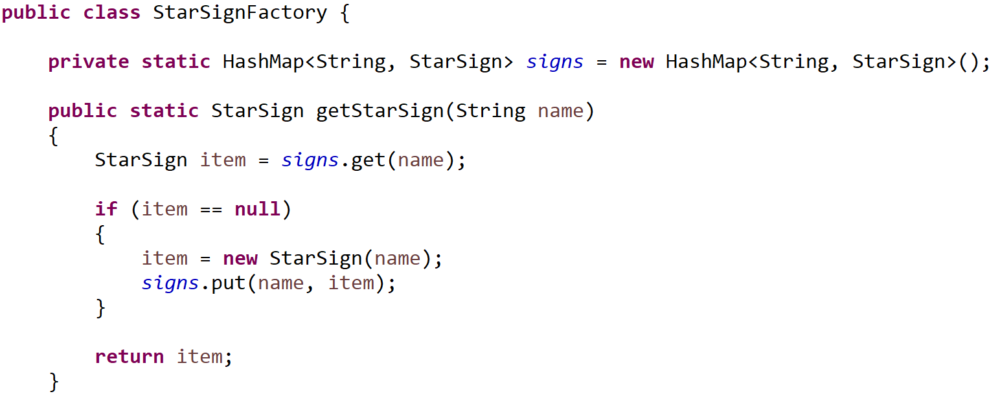 public class StarSignFactory {
private static HashMap<String, StarSign> signs = new HashMap<String, StarSign>();
public static StarSign getStarSign(String name)
{
StarSign item = signs.get(name);
if (item == null)
{
item = new StarSign(name);
signs.put(name, item);
}
return item;
}